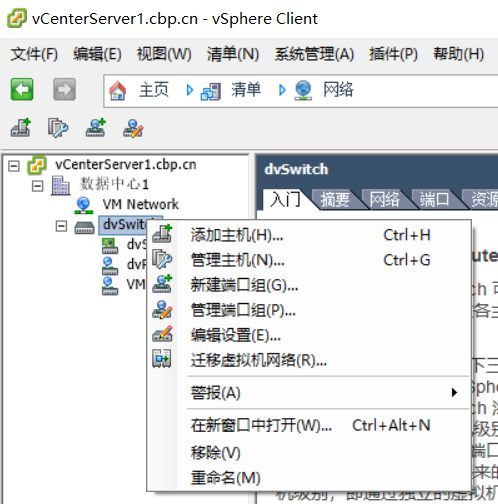 vCenterServer1.cbp.cn - vSphere Client
文件(F) 编辑(E) 视图(W) 清单(N) 系统管理(A) 插件(P) 帮助(H)
主页 清单 网络
vCenterServer1.cbp.cn
数据中心1
VM Network
dvSwitch
dvS
dvP
VM
dvSwitch
入门 摘要 网络 端口 资源
添加主机(H)... Ctrl+H
管理主机(N)... Ctrl+G
新建端口组(G)...
管理端口组(P)...
编辑设置(E)...
迁移虚拟机网络(R)...
警报(A)
在新窗口中打开(W)... Ctrl+Alt+N
移除(V)
重命名(M)
ute
ch 可
各主
下三
Sphe
级别
端口
来的
机级别，即通过独立的虚拟机